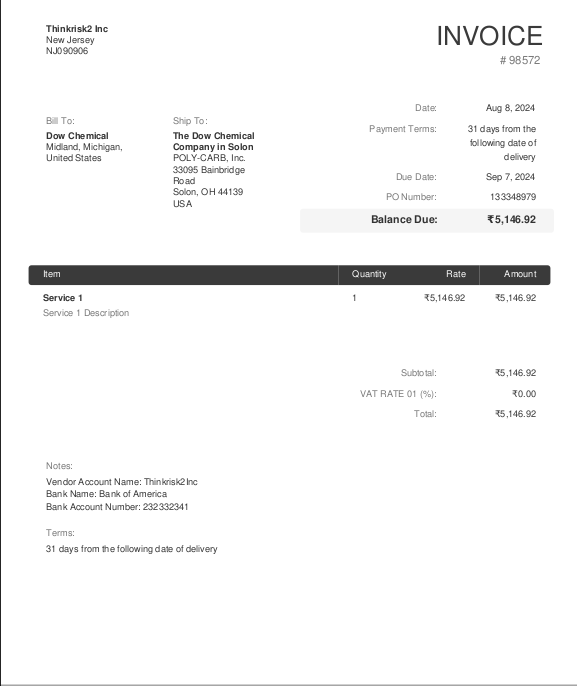 Thinkrisk2 Inc
New Jersey
NJ090906
INVOICE
# 98572
Bill To:
Dow Chemical
Midland, Michigan,
United States
Ship To:
The Dow Chemical
Company in Solon
POLY-CARB, Inc.
33095 Bainbridge
Road
Solon, OH 44139
USA
Date: Aug 8, 2024
Payment Terms: 31 days from the
following date of
delivery
Due Date: Sep 7, 2024
PO Number: 133348979
Balance Due: ₹5,146.92
Item Quantity Rate Amount
Service 1 1 ₹5,146.92 ₹5,146.92
Service 1 Description
Subtotal: ₹5,146.92
VAT RATE 01 (%): ₹0.00
Total: ₹5,146.92
Notes:
Vendor Account Name: Thinkrisk2Inc
Bank Name: Bank of America
Bank Account Number: 232332341
Terms:
31 days from the following date of delivery